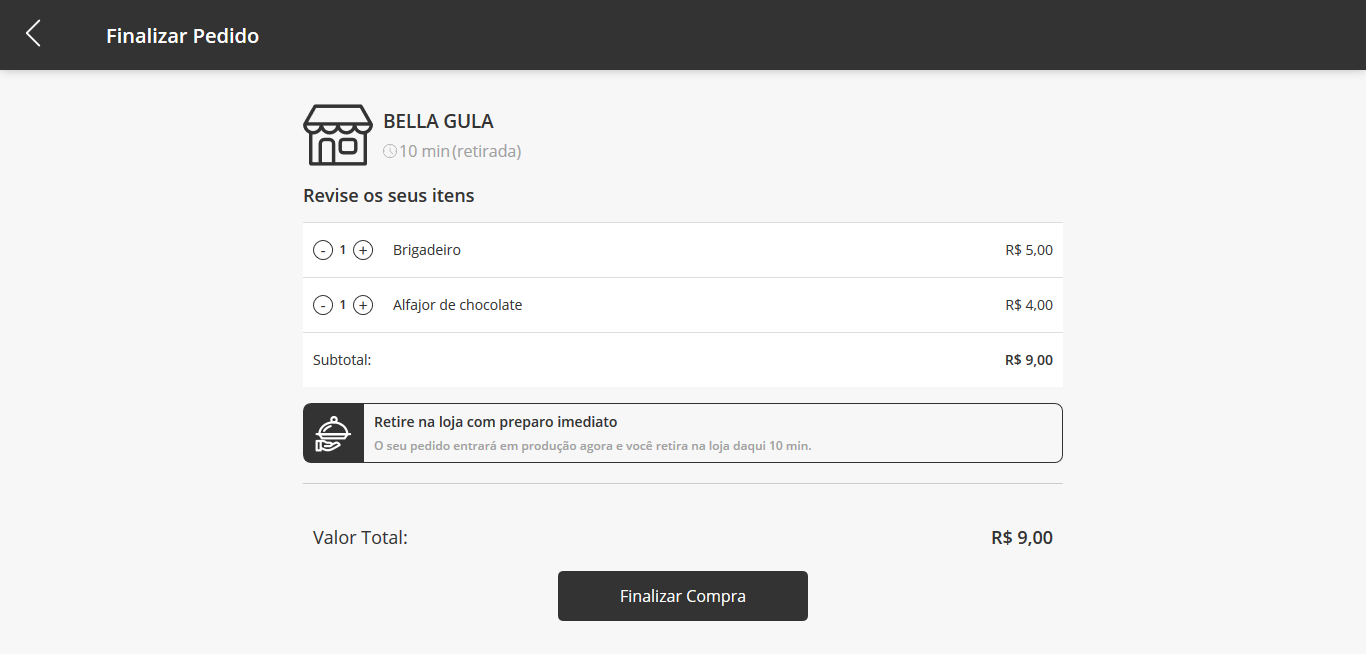 Finalizar Pedido
BELLA GULA
10 min (retirada)
Revise os seus itens
- 1 + Brigadeiro R$ 5,00
- 1 + Alfajor de chocolate R$ 4,00
Subtotal: R$ 9,00
Retire na loja com preparo imediato
O seu pedido entrará em produção agora e você retira na loja daqui 10 min.
Valor Total: R$ 9,00
Finalizar Compra